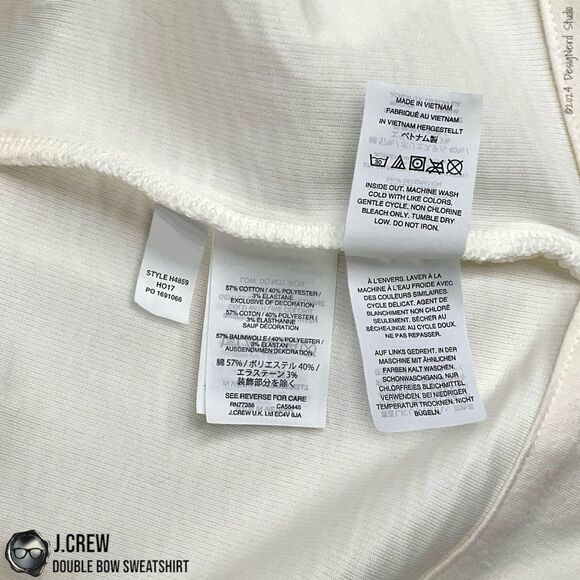 ©2024 DesgNerd Studio
MADE IN VIETNAM
FABRIQUÉ AU VIETNAM
IN VIETNAM HERGESTELLT
ベトナム製
30
INSIDE OUT. MACHINE WASH
COLD WITH LIKE COLORS.
GENTLE CYCLE. NON CHLORINE
BLEACH ONLY. TUMBLE DRY
LOW. DO NOT IRON.
STYLE H4859
HO17
PO 1691066
57% COTTON / 40% POLYESTER /
3% ELASTANE
EXCLUSIVE OF DECORATION
57% COTON / 40% POLYESTER /
3% ÉLASTHANNE
SAUF DÉCORATION
57% BAUMWOLLE / 40% POLYESTER /
3% ELASTAN
AUSGENOMMEN DEKORATION
綿 57% / ポリエステル 40% /
エラステーン 3%
装飾部分を除く
SEE REVERSE FOR CARE
RN77388 CA56445
J.CREW U.K. Ltd EC4V 6JA
À L'ENVERS. LAVER À LA
MACHINE À L'EAU FROIDE AVEC
DES COULEURS SIMILAIRES.
CYCLE DÉLICAT. AGENT DE
BLANCHIMENT NON CHLORÉ
SEULEMENT. SÉCHER AU
SÈCHE-LINGE AU CYCLE DOUX.
NE PAS REPASSER.
AUF LINKS GEDREHT. IN DER
MASCHINE MIT ÄHNLICHEN
FARBEN KALT WASCHEN.
SCHONWASCHGANG. NUR
CHLORFREIES BLEICHMITTEL
VERWENDEN. BEI NIEDRIGER
TEMPERATUR TROCKNEN. NICHT
BÜGELN.
J.CREW
DOUBLE BOW SWEATSHIRT